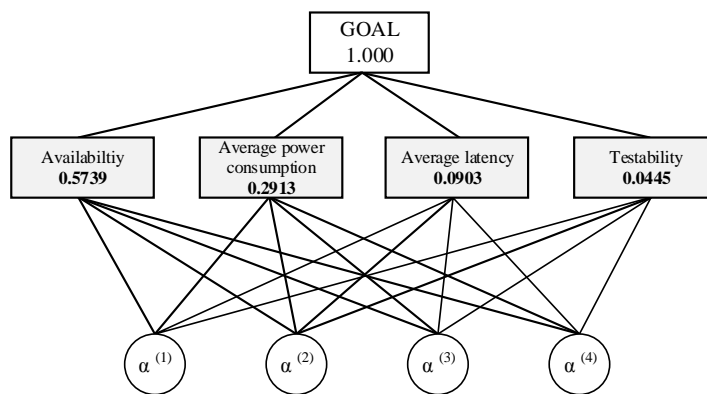 GOAL
1.000
Availabiltiy
0.5739
Average power
consumption
0.2913
Average latency
0.0903
Testability
0.0445
α (1)
α (2)
α (3)
α (4)